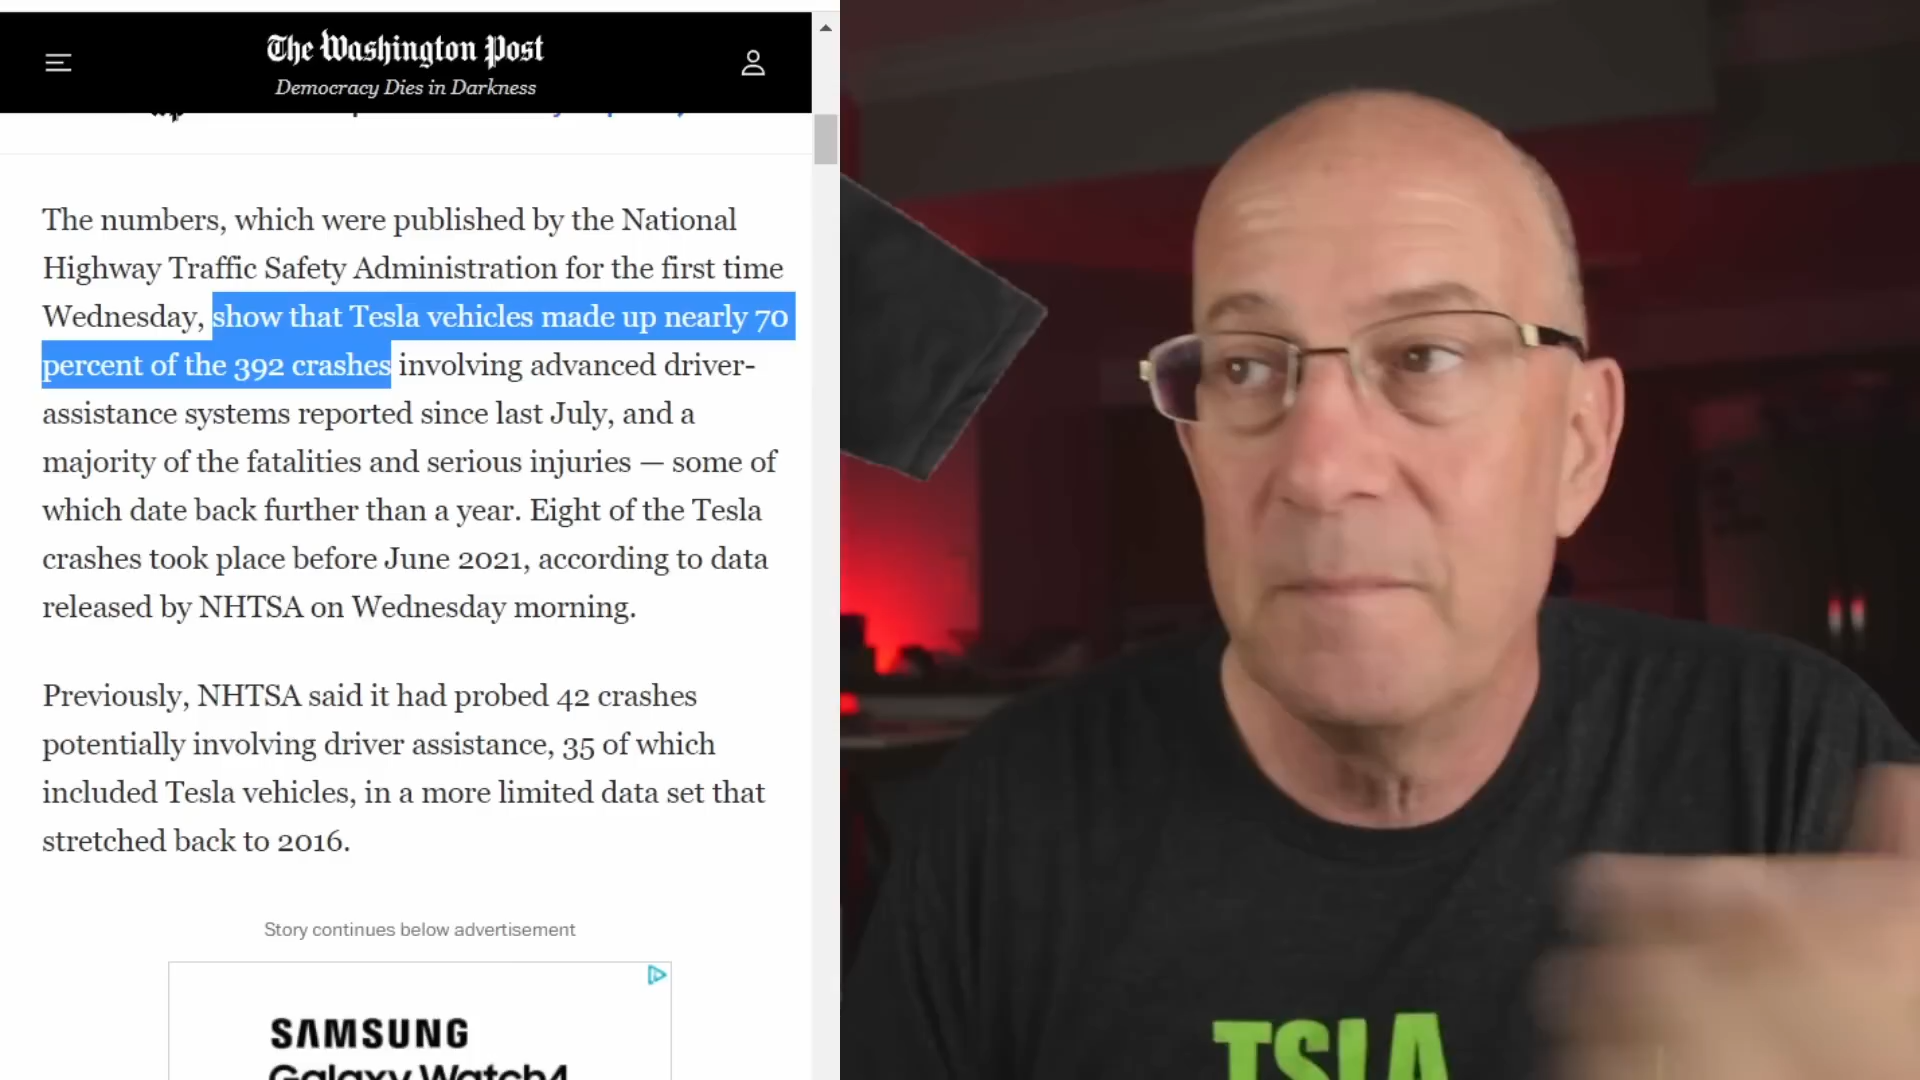 The Washington Post
Democracy Dies in Darkness
The numbers, which were published by the National
Highway Traffic Safety Administration for the first time
Wednesday, show that Tesla vehicles made up nearly 70
percent of the 392 crashes involving advanced driver-
assistance systems reported since last July, and a
majority of the fatalities and serious injuries — some of
which date back further than a year. Eight of the Tesla
crashes took place before June 2021, according to data
released by NHTSA on Wednesday morning.
Previously, NHTSA said it had probed 42 crashes
potentially involving driver assistance, 35 of which
included Tesla vehicles, in a more limited data set that
stretched back to 2016.
Story continues below advertisement
SAMSUNG
Galaxy Watch4
TSLA